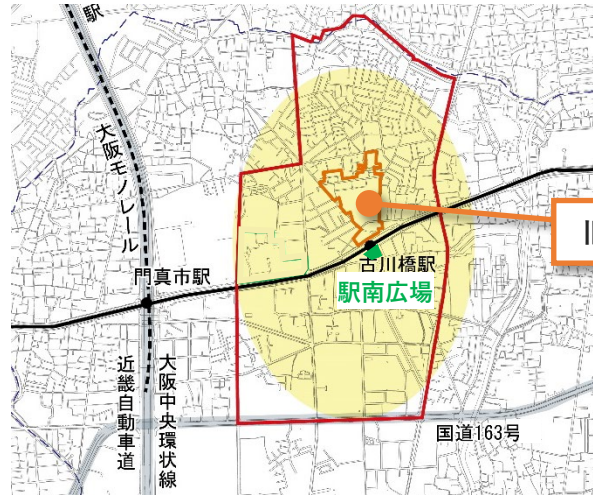 駅
大阪モノレール
門真市駅
古川橋駅
駅南広場
近畿自動車道
大阪中央環状線
国道163号